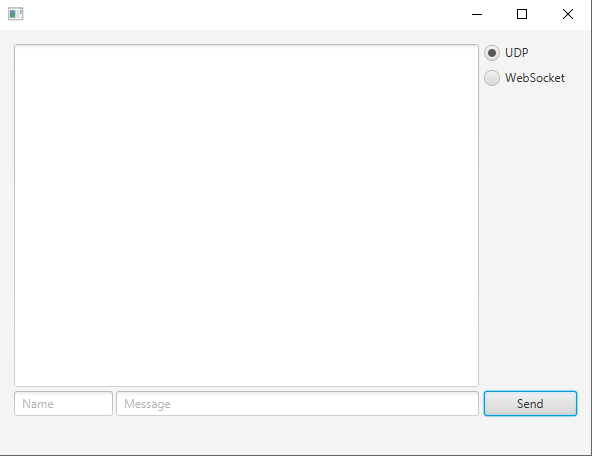 UDP
WebSocket
Name
Message
Send